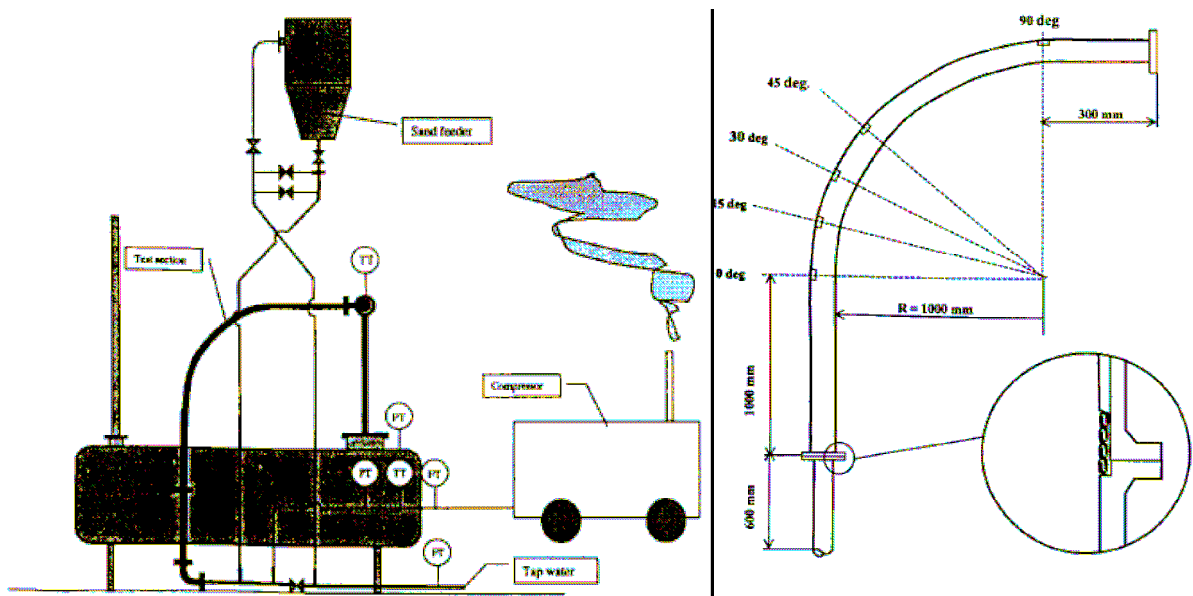 Sand feeder
Test section
TT
Compressor
PT
PT
TT
PT
PT
Tap water
90 deg
45 deg.
30 deg
15 deg
0 deg
300 mm
R = 1000 mm
1000 mm
600 mm